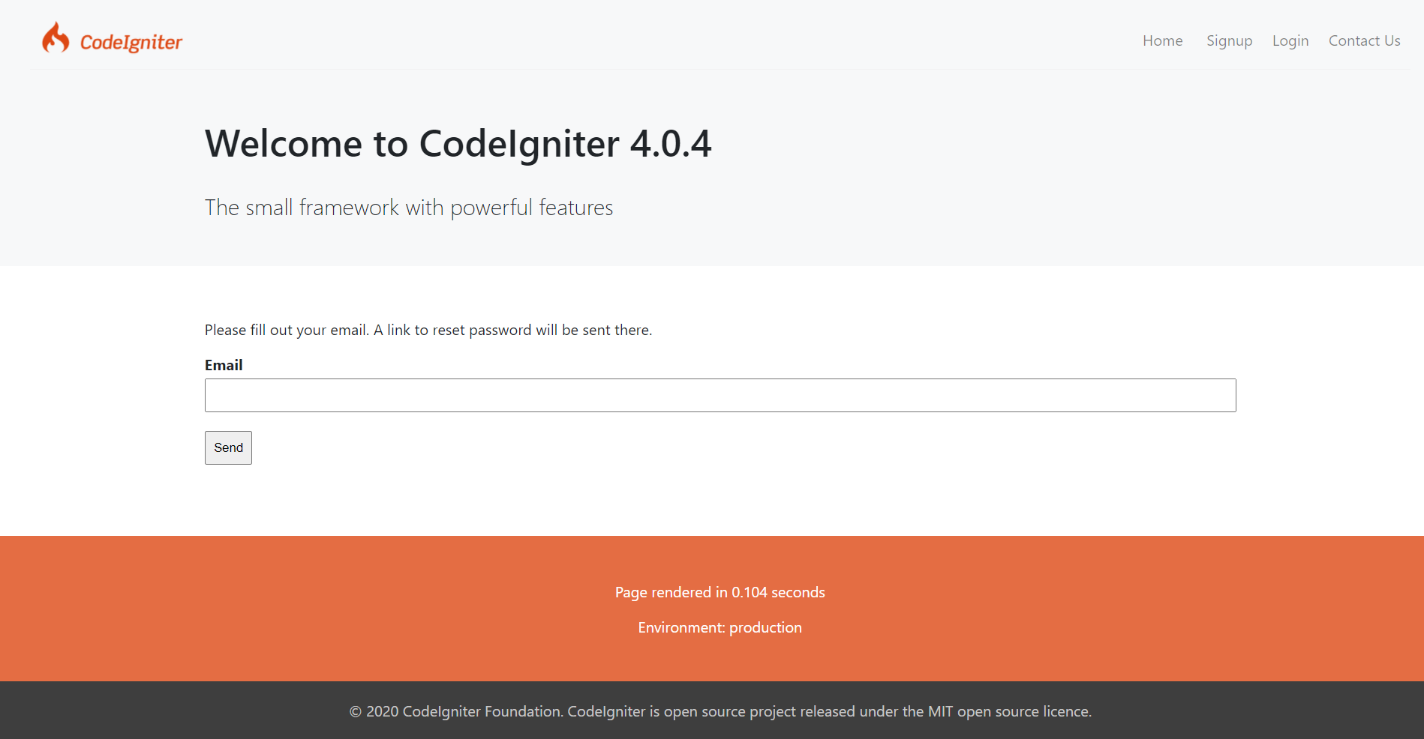 CodeIgniter
Home Signup Login Contact Us
Welcome to CodeIgniter 4.0.4
The small framework with powerful features
Please fill out your email. A link to reset password will be sent there.
Email
Send
Page rendered in 0.104 seconds
Environment: production
© 2020 CodeIgniter Foundation. CodeIgniter is open source project released under the MIT open source licence.